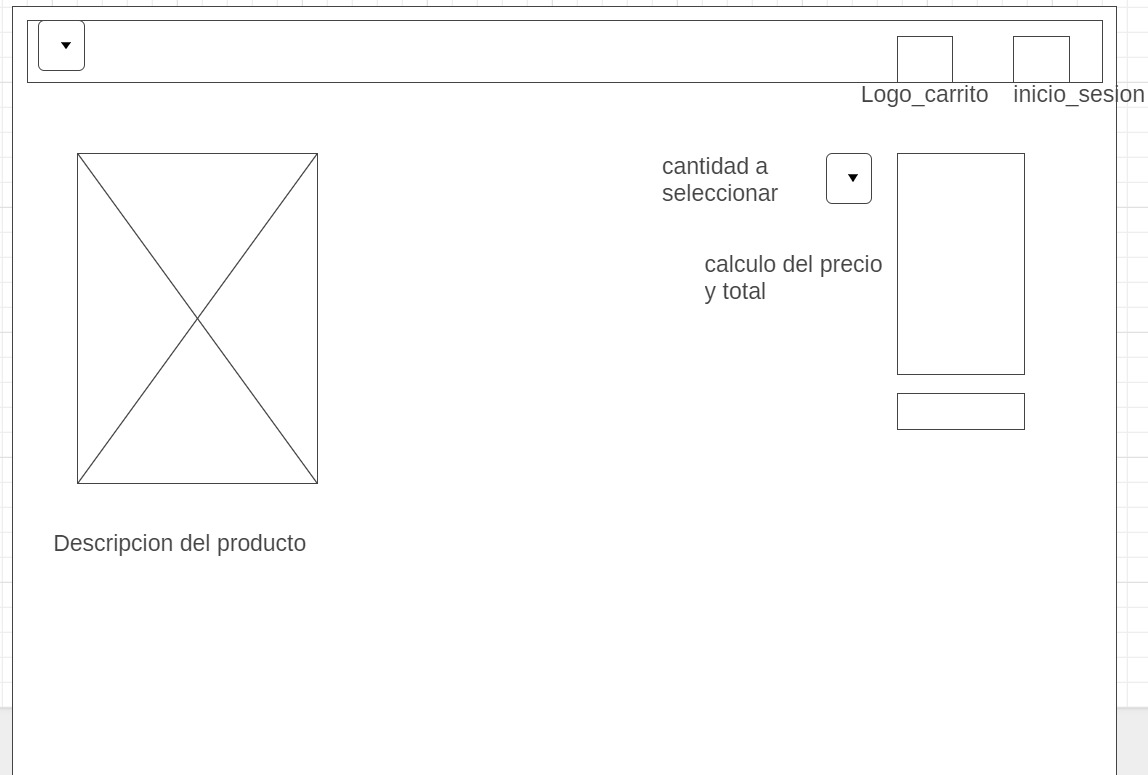 Logo_carrito
inicio_sesion
cantidad a
seleccionar
calculo del precio
y total
Descripcion del producto